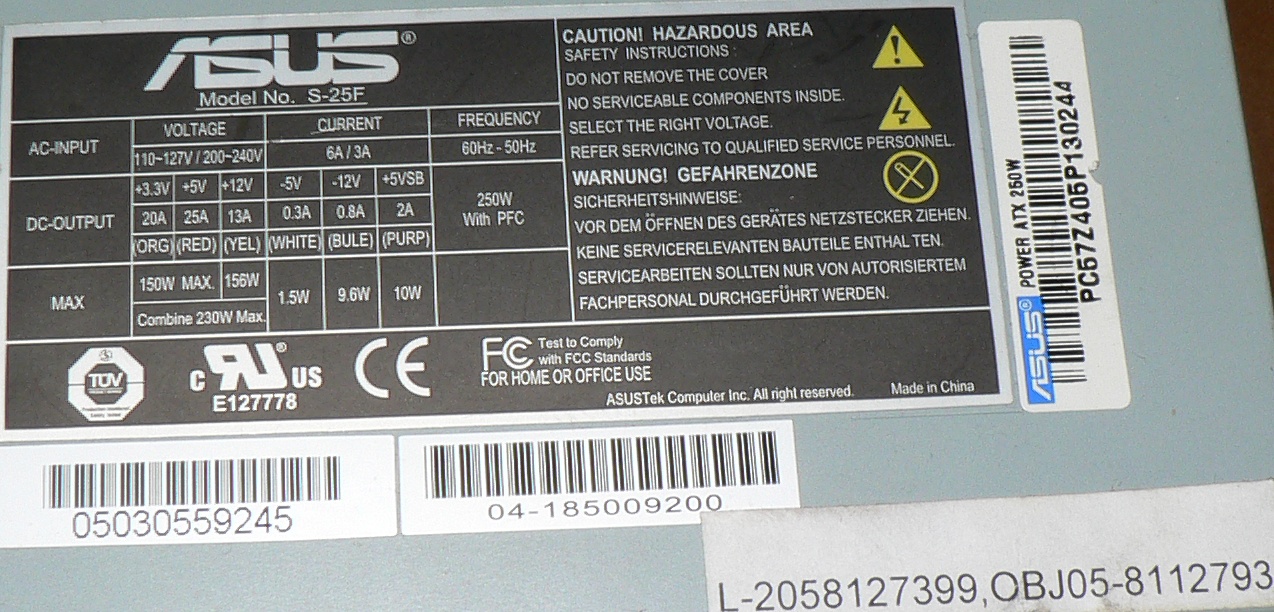 ASUS®
Model No. S-25F
AC-INPUT
VOLTAGE CURRENT FREQUENCY
110~127V / 200~240V 6A / 3A 60Hz - 50Hz
DC-OUTPUT
+3.3V +5V +12V -5V -12V +5VSB
20A 25A 13A 0.3A 0.8A 2A
(ORG) (RED) (YEL) (WHITE) (BULE) (PURP)
250W
With PFC
MAX
150W MAX. 156W 1.5W 9.6W 10W
Combine 230W Max.
CAUTION! HAZARDOUS AREA
SAFETY INSTRUCTIONS :
DO NOT REMOVE THE COVER
NO SERVICEABLE COMPONENTS INSIDE.
SELECT THE RIGHT VOLTAGE.
REFER SERVICING TO QUALIFIED SERVICE PERSONNEL.
WARNUNG! GEFAHRENZONE
SICHERHEITSHINWEISE:
VOR DEM ÖFFNEN DES GERÄTES NETZSTECKER ZIEHEN.
KEINE SERVICERELEVANTEN BAUTEILE ENTHAL TEN.
SERVICEARBEITEN SOLLTEN NUR VON AUTORISIERTEM
FACHPERSONAL DURCHGEFÜHRT WERDEN.
TÜV
C UR® US
E127778
CE
FC Test to Comply
with FCC Standards
FOR HOME OR OFFICE USE
ASUSTek Computer Inc. All right reserved.
Made in China
ASUS® POWER ATX 250W
PC57Z405P130244
05030559245
04-185009200
L-2058127399,OBJ05-8112793